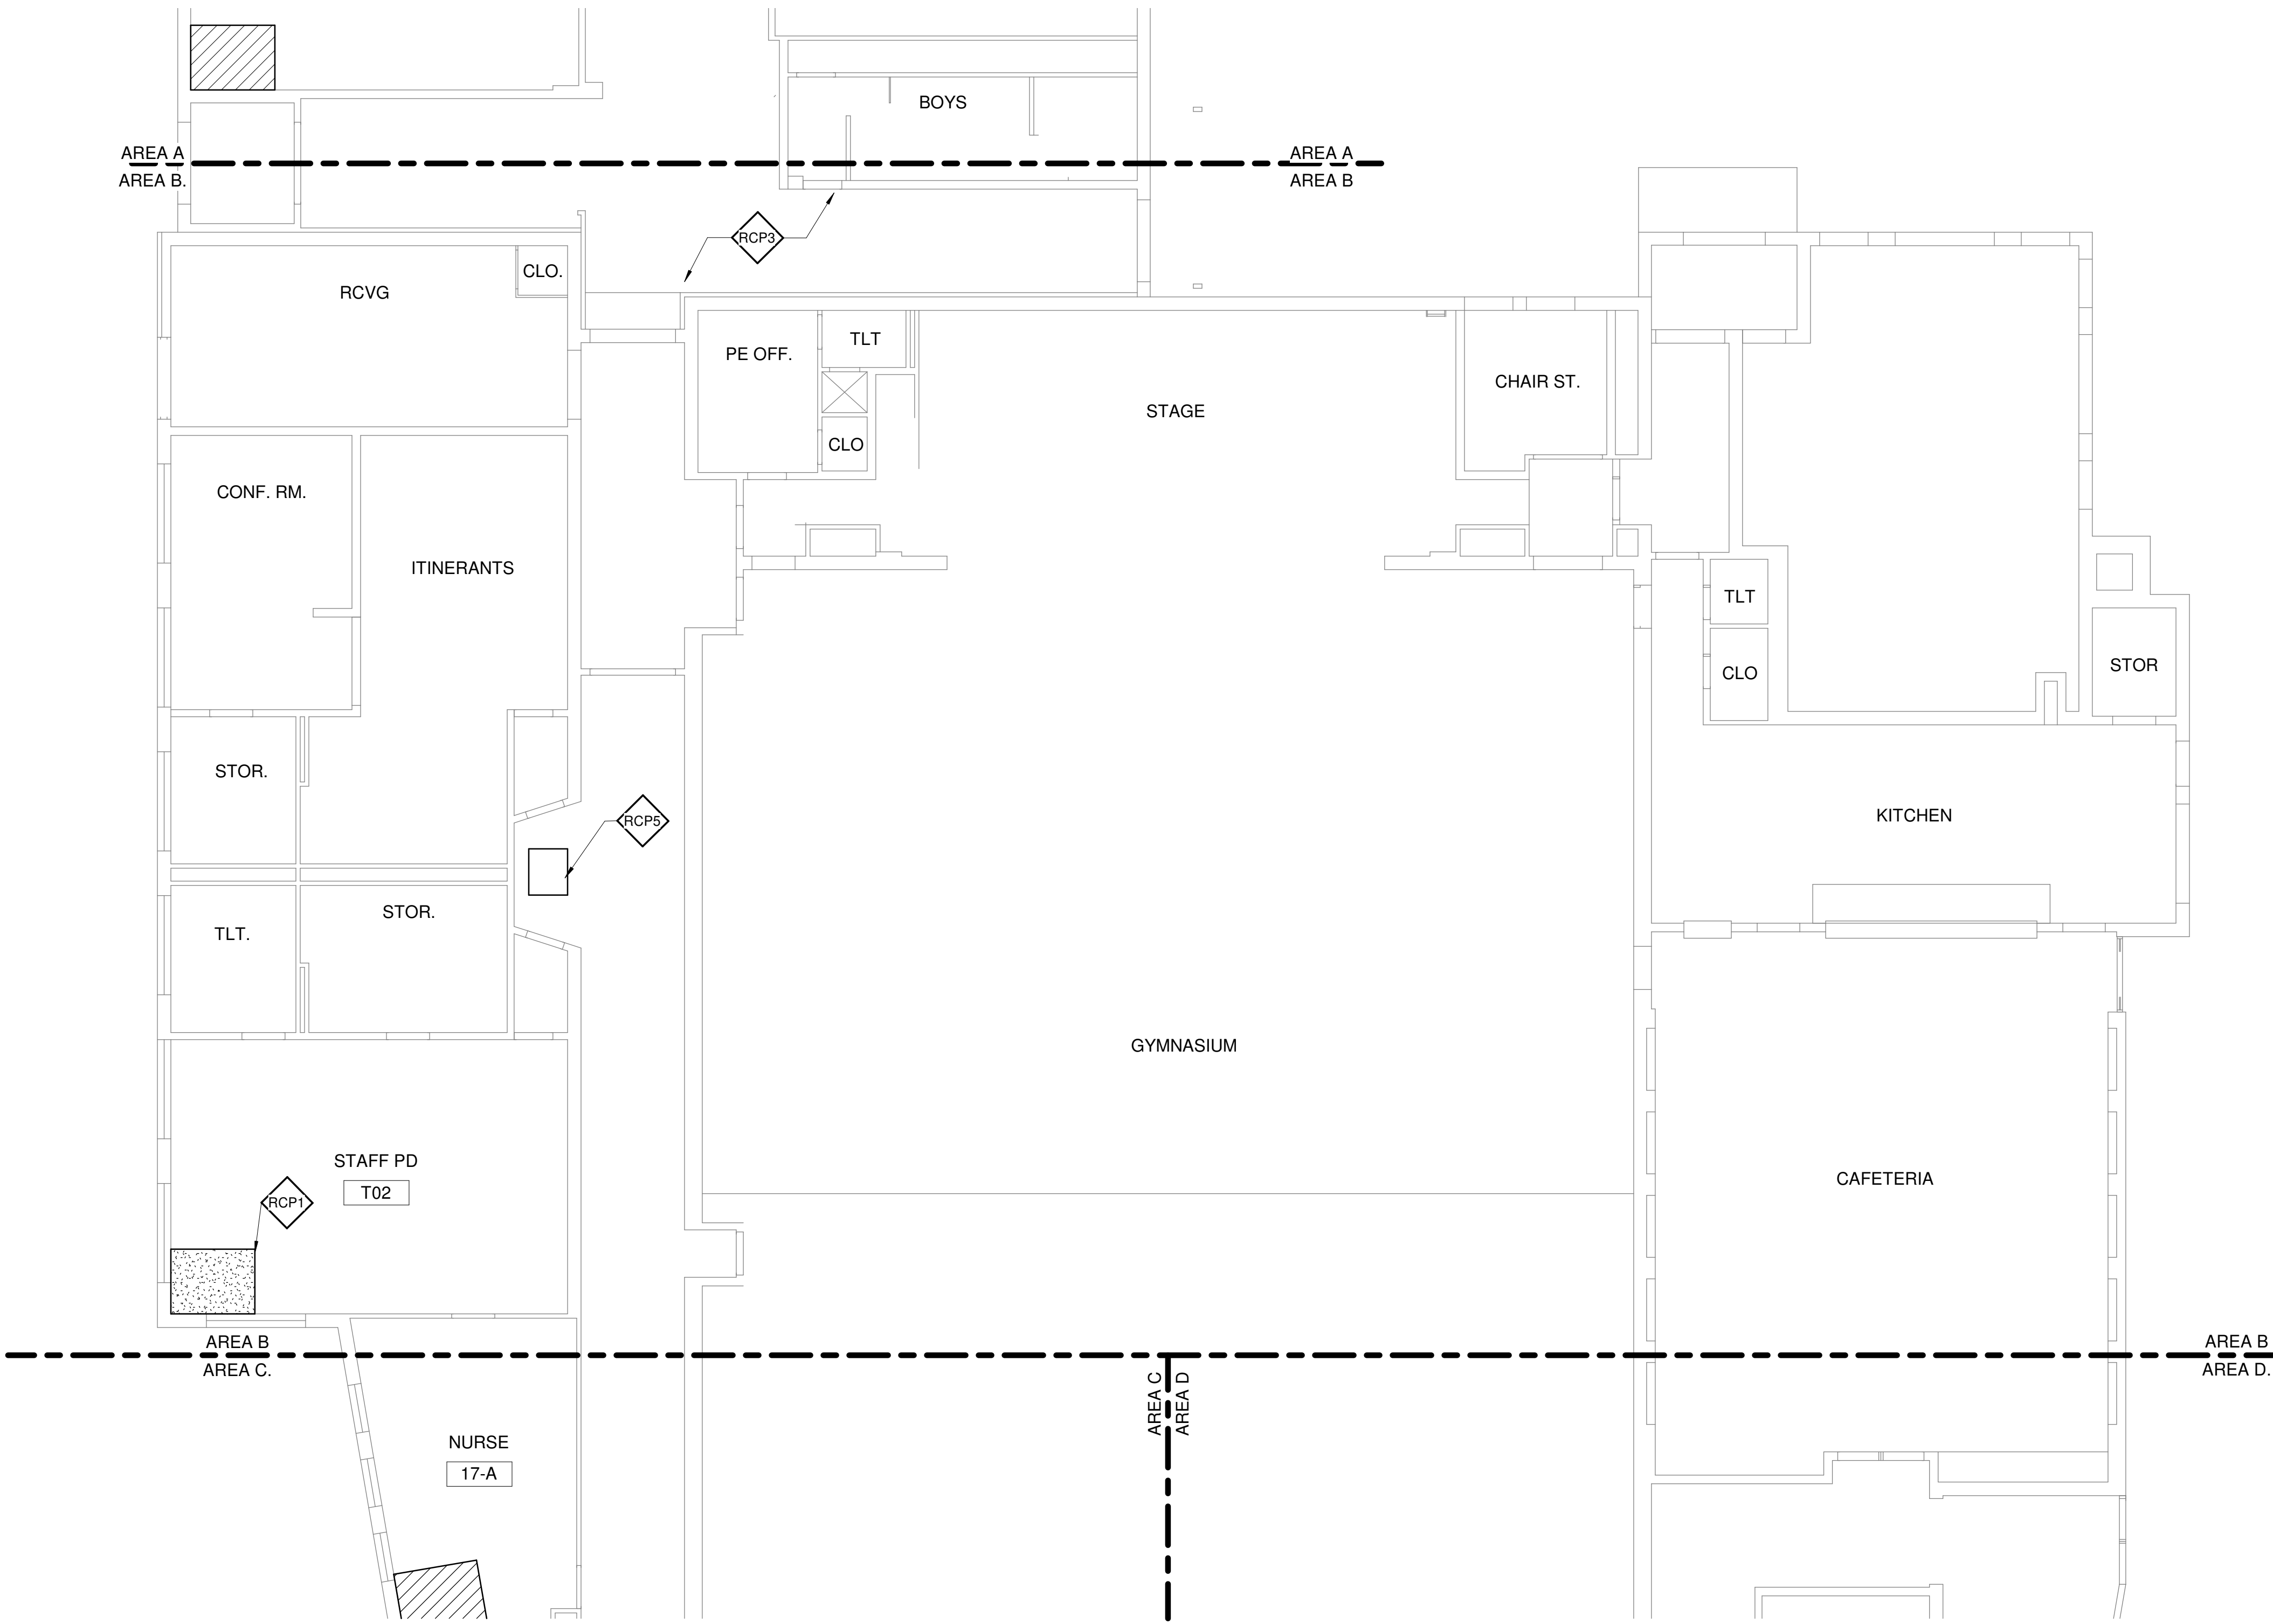 BOYS
AREA A
AREA B.
AREA A
AREA B
RCP3
RCVG
CLO.
PE OFF.
TLT
CHAIR ST.
STAGE
CLO
CONF. RM.
ITINERANTS
TLT
CLO
STOR
STOR.
RCP5
KITCHEN
STOR.
TLT.
GYMNASIUM
STAFF PD
T02
RCP1
CAFETERIA
AREA B
AREA C.
AREA B
AREA D.
AREA C
AREA D
NURSE
17-A